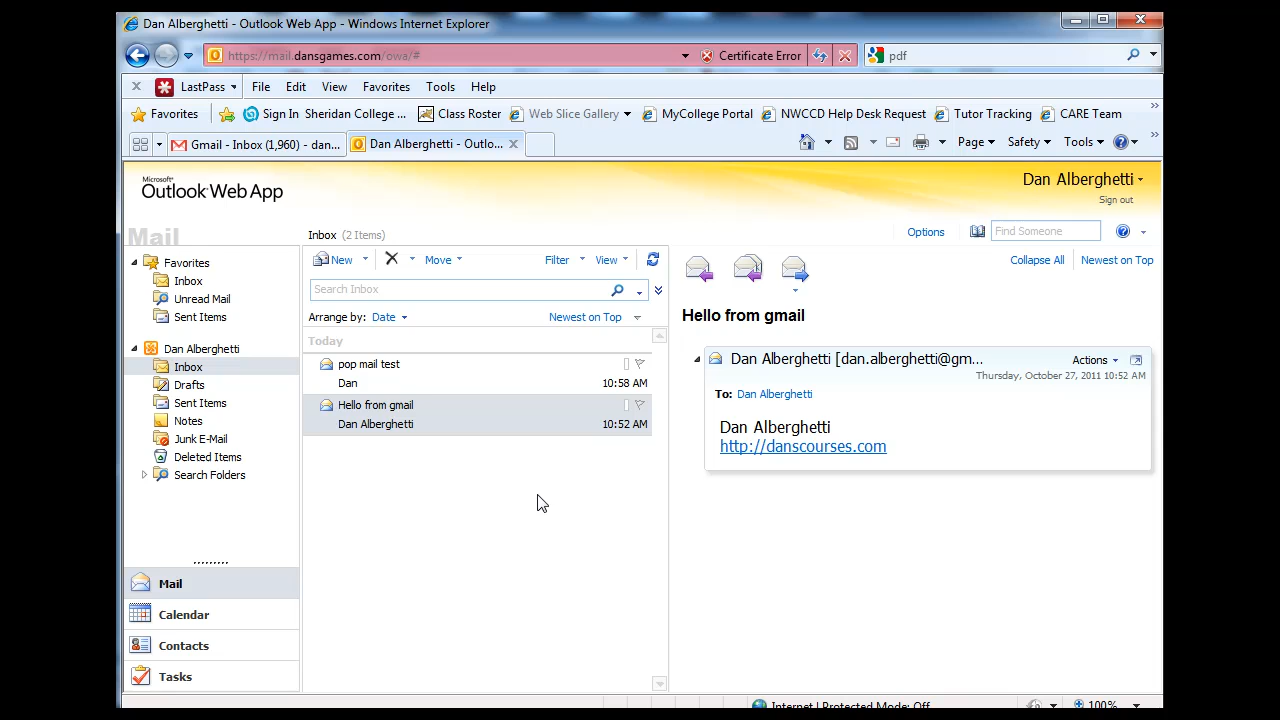 Dan Alberghetti - Outlook Web App - Windows Internet Explorer
https://mail.dansgames.com/owa/#
Certificate Error
pdf
LastPass File Edit View Favorites Tools Help
Favorites Sign In Sheridan College ... Class Roster Web Slice Gallery MyCollege Portal NWCCD Help Desk Request Tutor Tracking CARE Team
Gmail - Inbox (1,960) - dan... Dan Alberghetti - Outlo... Page Safety Tools
Microsoft
Outlook Web App
Dan Alberghetti
Sign out
Mail
Inbox (2 Items)
Options
Find Someone
Favorites
Inbox
Unread Mail
Sent Items
Dan Alberghetti
Inbox
Drafts
Sent Items
Notes
Junk E-Mail
Deleted Items
Search Folders
Mail
Calendar
Contacts
Tasks
New Move Filter View
Search Inbox
Arrange by: Date Newest on Top
Today
pop mail test
Dan 10:58 AM
Hello from gmail
Dan Alberghetti 10:52 AM
Collapse All Newest on Top
Hello from gmail
Dan Alberghetti [dan.alberghetti@gm... Actions
Thursday, October 27, 2011 10:52 AM
To: Dan Alberghetti
Dan Alberghetti
http://danscourses.com
Internet | Protected Mode: Off 100%